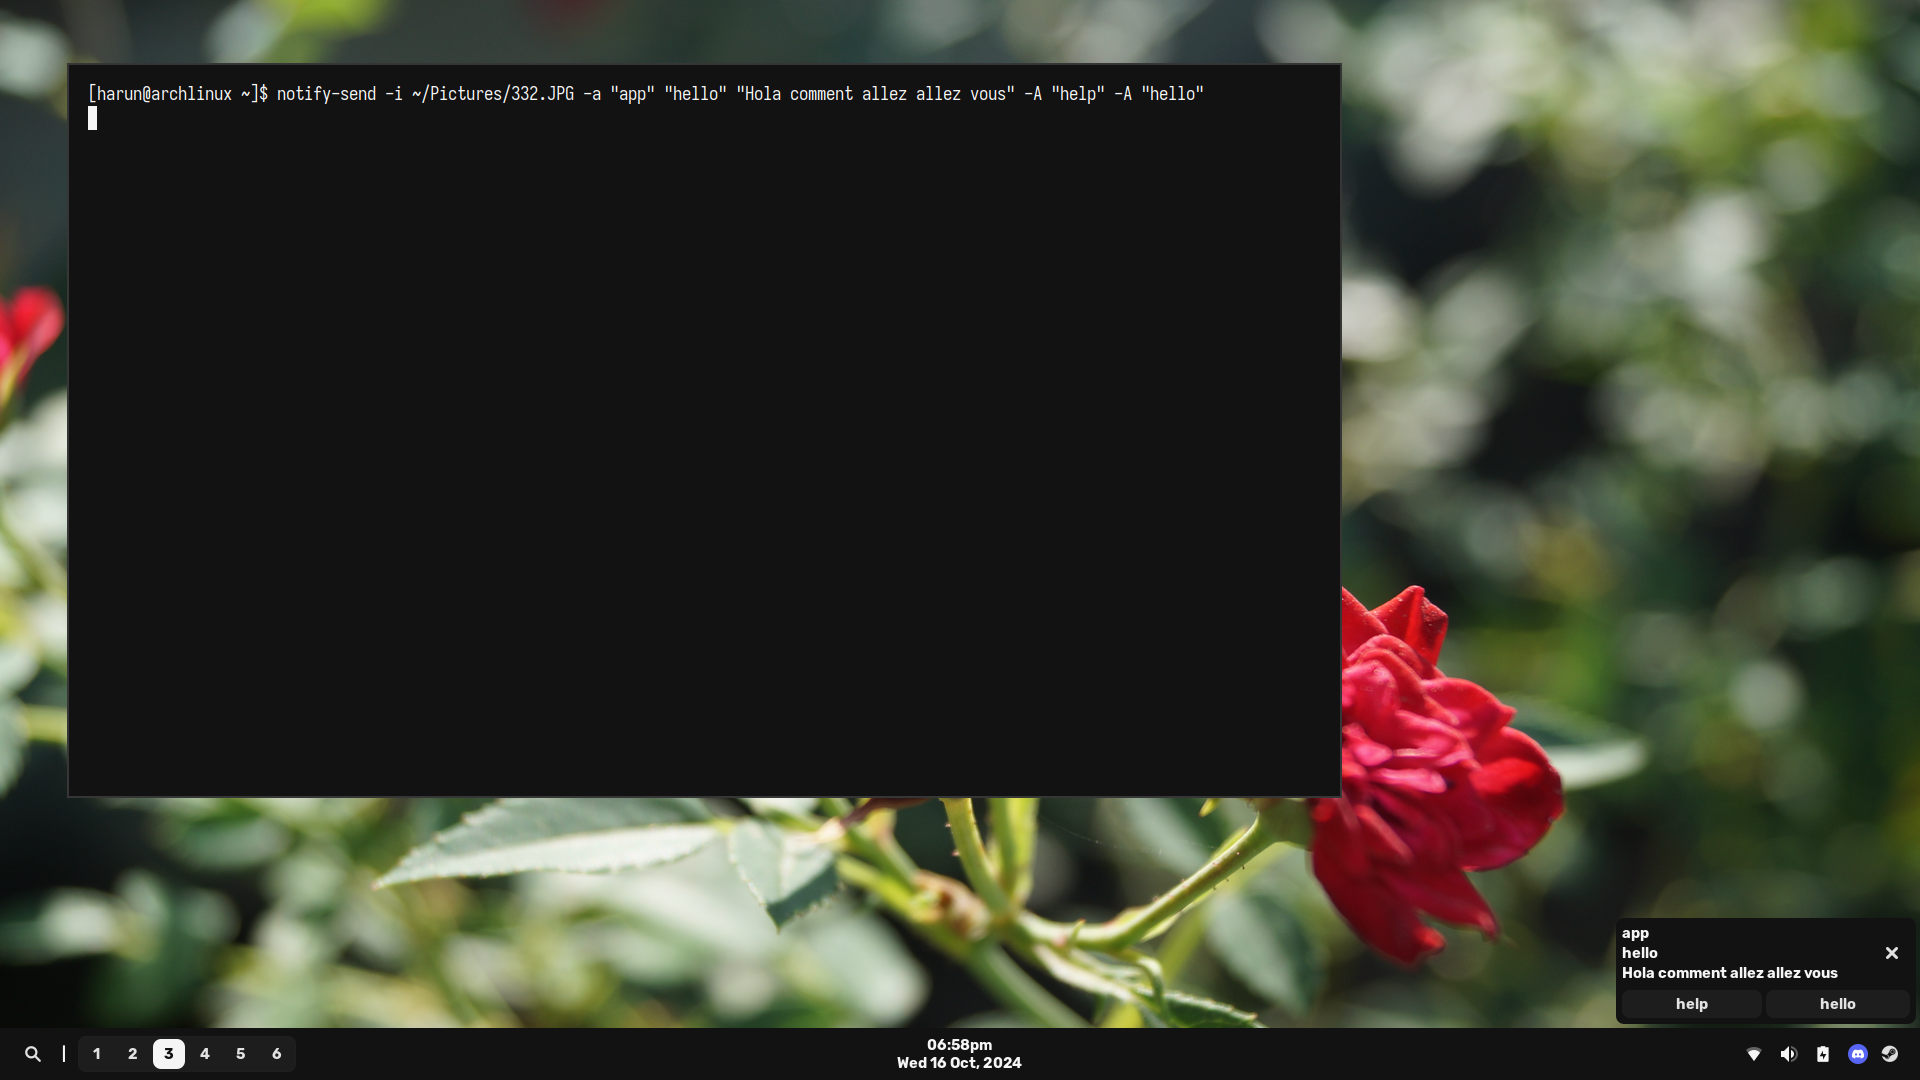 [harun@archlinux ~]$ notify-send -i ~/Pictures/332.JPG -a "app" "hello" "Hola comment allez allez vous" -A "help" -A "hello"
app
hello
Hola comment allez allez vous
help hello
1 2 3 4 5 6
06:58pm
Wed 16 Oct, 2024